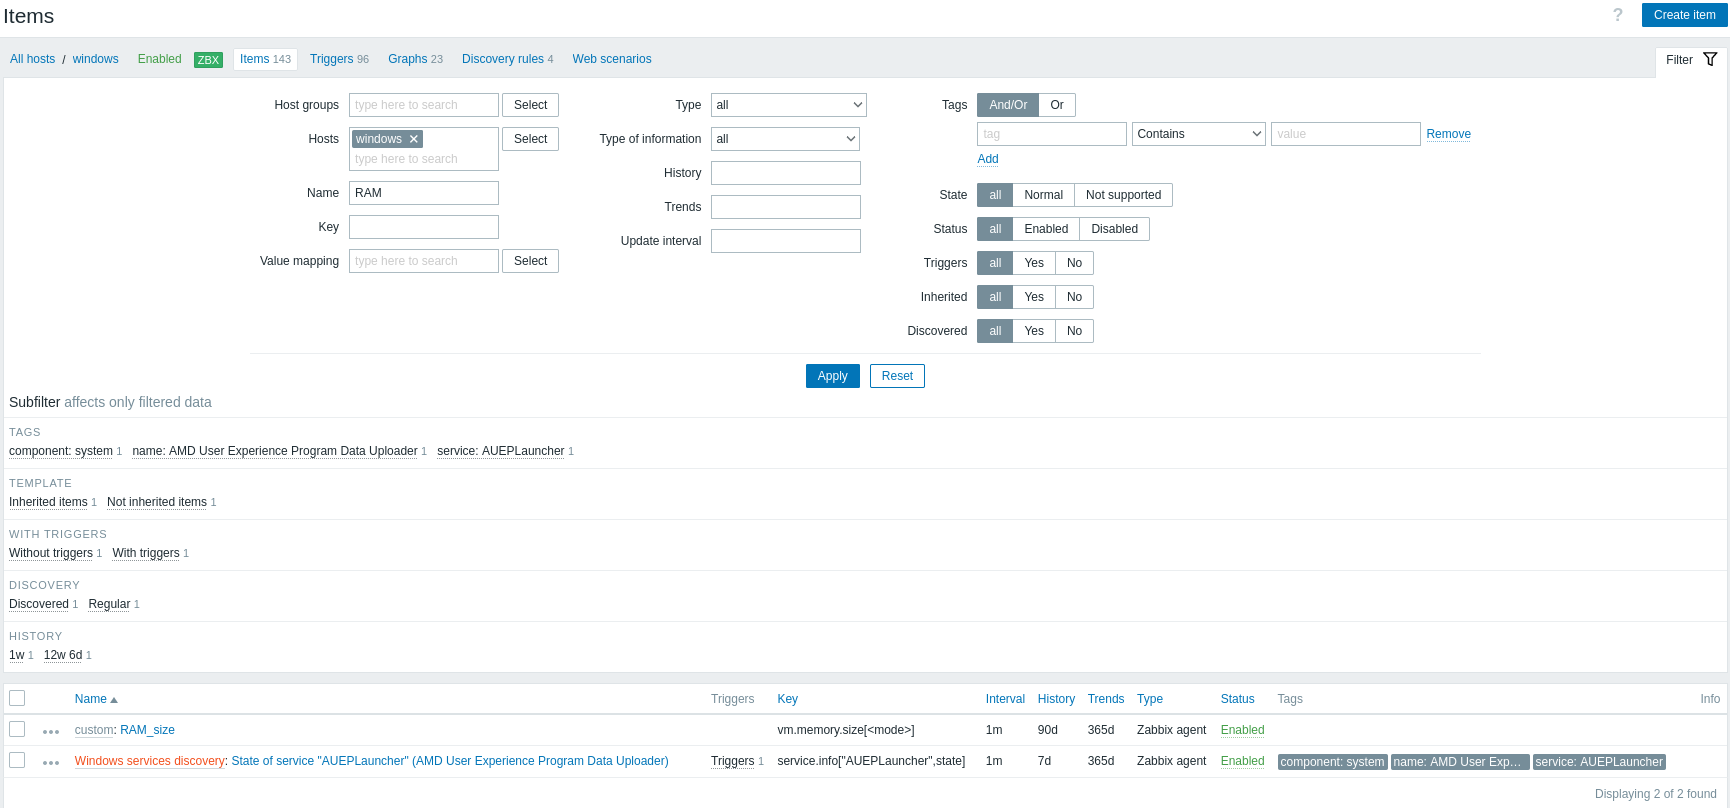 Items
? Create item
All hosts / windows Enabled ZBX Items 143 Triggers 96 Graphs 23 Discovery rules 4 Web scenarios Filter
Host groups type here to search Select Type all Tags And/Or Or
Hosts windows ✕ type here to search Select Type of information all tag Contains value Remove
History Add
Name RAM
Trends State all Normal Not supported
Key Update interval Status all Enabled Disabled
Value mapping type here to search Select Triggers all Yes No
Inherited all Yes No
Discovered all Yes No
Apply Reset
Subfilter affects only filtered data
TAGS
component: system 1 name: AMD User Experience Program Data Uploader 1 service: AUEPLauncher 1
TEMPLATE
Inherited items 1 Not inherited items 1
WITH TRIGGERS
Without triggers 1 With triggers 1
DISCOVERY
Discovered 1 Regular 1
HISTORY
1w 1 12w 6d 1
Name Triggers Key Interval History Trends Type Status Tags Info
custom: RAM_size vm.memory.size[<mode>] 1m 90d 365d Zabbix agent Enabled
Windows services discovery: State of service "AUEPLauncher" (AMD User Experience Program Data Uploader) Triggers 1 service.info["AUEPLauncher",state] 1m 7d 365d Zabbix agent Enabled component: system name: AMD User Exp... service: AUEPLauncher
Displaying 2 of 2 found